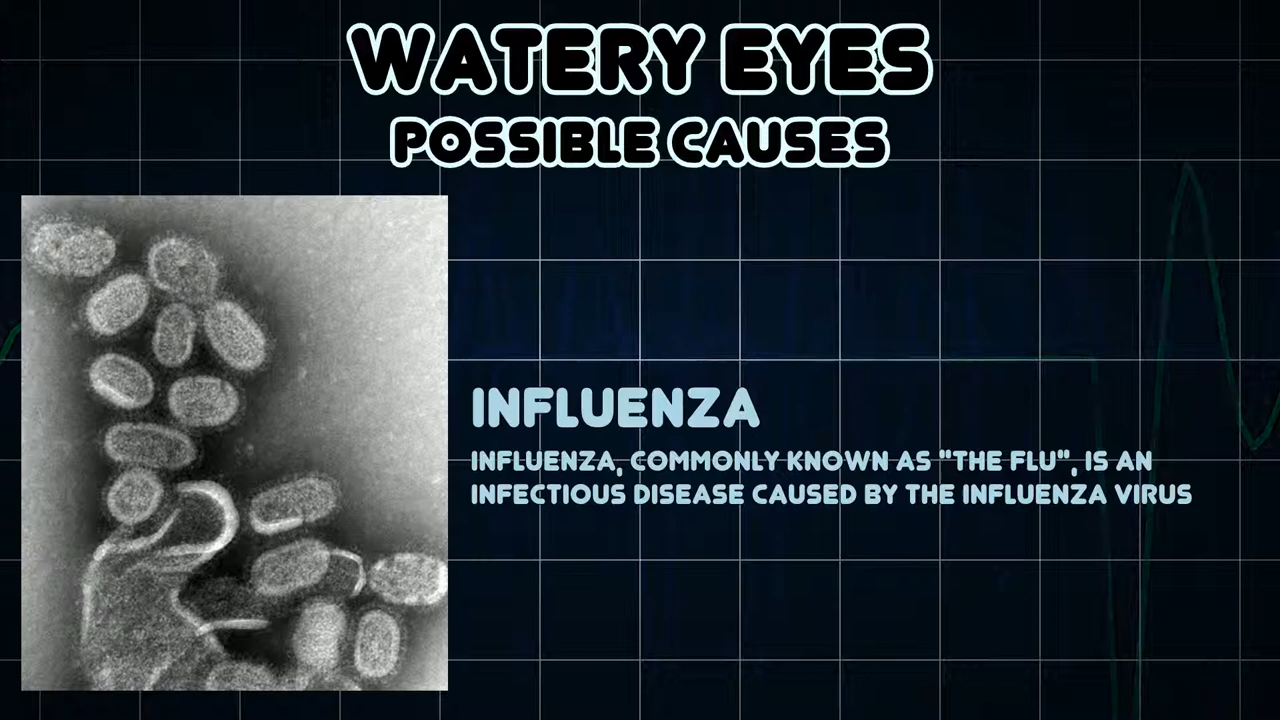 WATERY EYES
POSSIBLE CAUSES
INFLUENZA
INFLUENZA, COMMONLY KNOWN AS "THE FLU", IS AN
INFECTIOUS DISEASE CAUSED BY THE INFLUENZA VIRUS